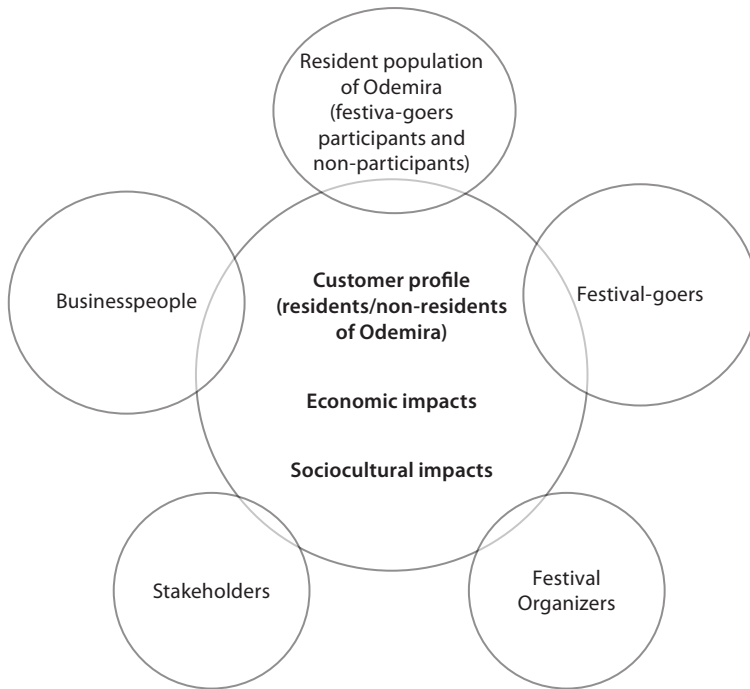 Resident population
of Odemira
(festiva-goers
participants and
non-participants)
Businesspeople
Customer profile
(residents/non-residents
of Odemira)
Festival-goers
Economic impacts
Sociocultural impacts
Stakeholders
Festival
Organizers